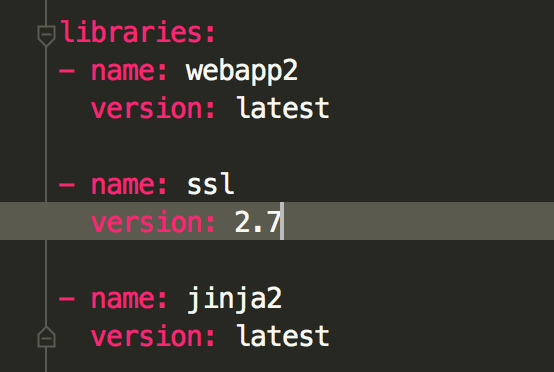 libraries:
- name: webapp2
  version: latest
- name: ssl
  version: 2.7
- name: jinja2
  version: latest